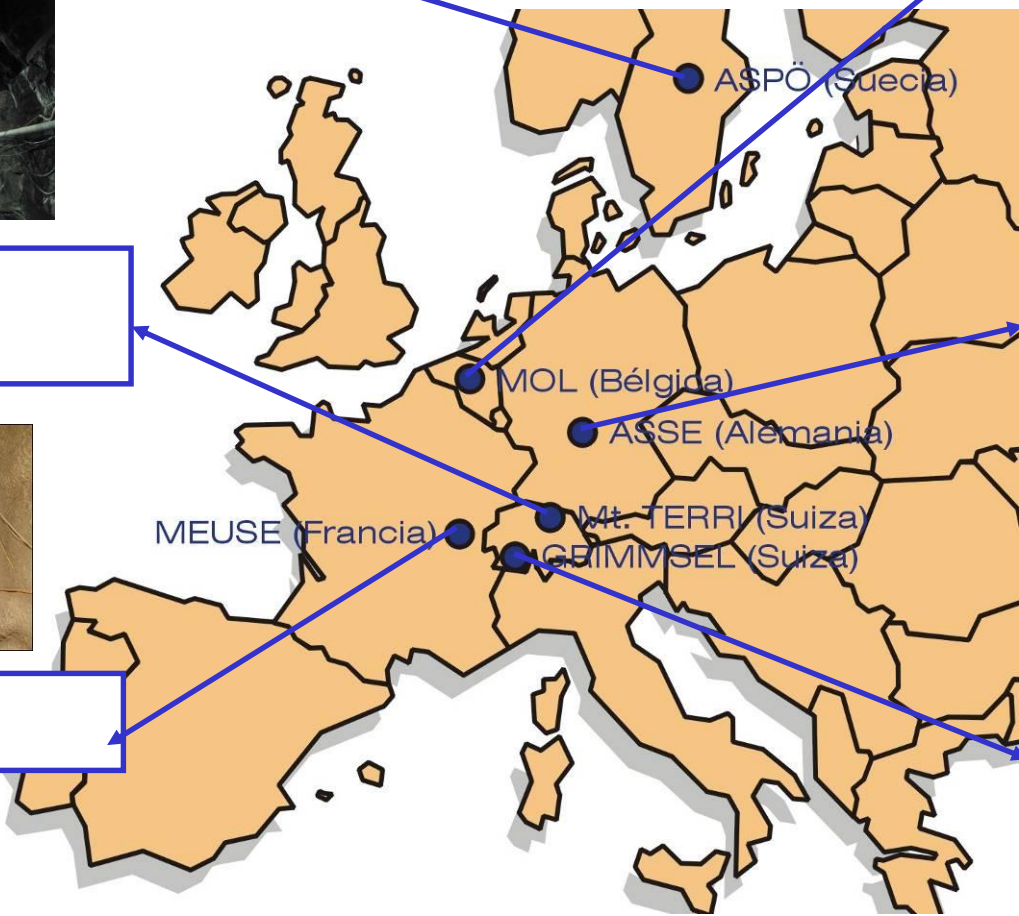 ASPÖ (Suecia)
MOL (Bélgica)
ASSE (Alemania)
Mt. TERRI (Suiza)
MEUSE (Francia)
GRIMMSEL (Suiza)